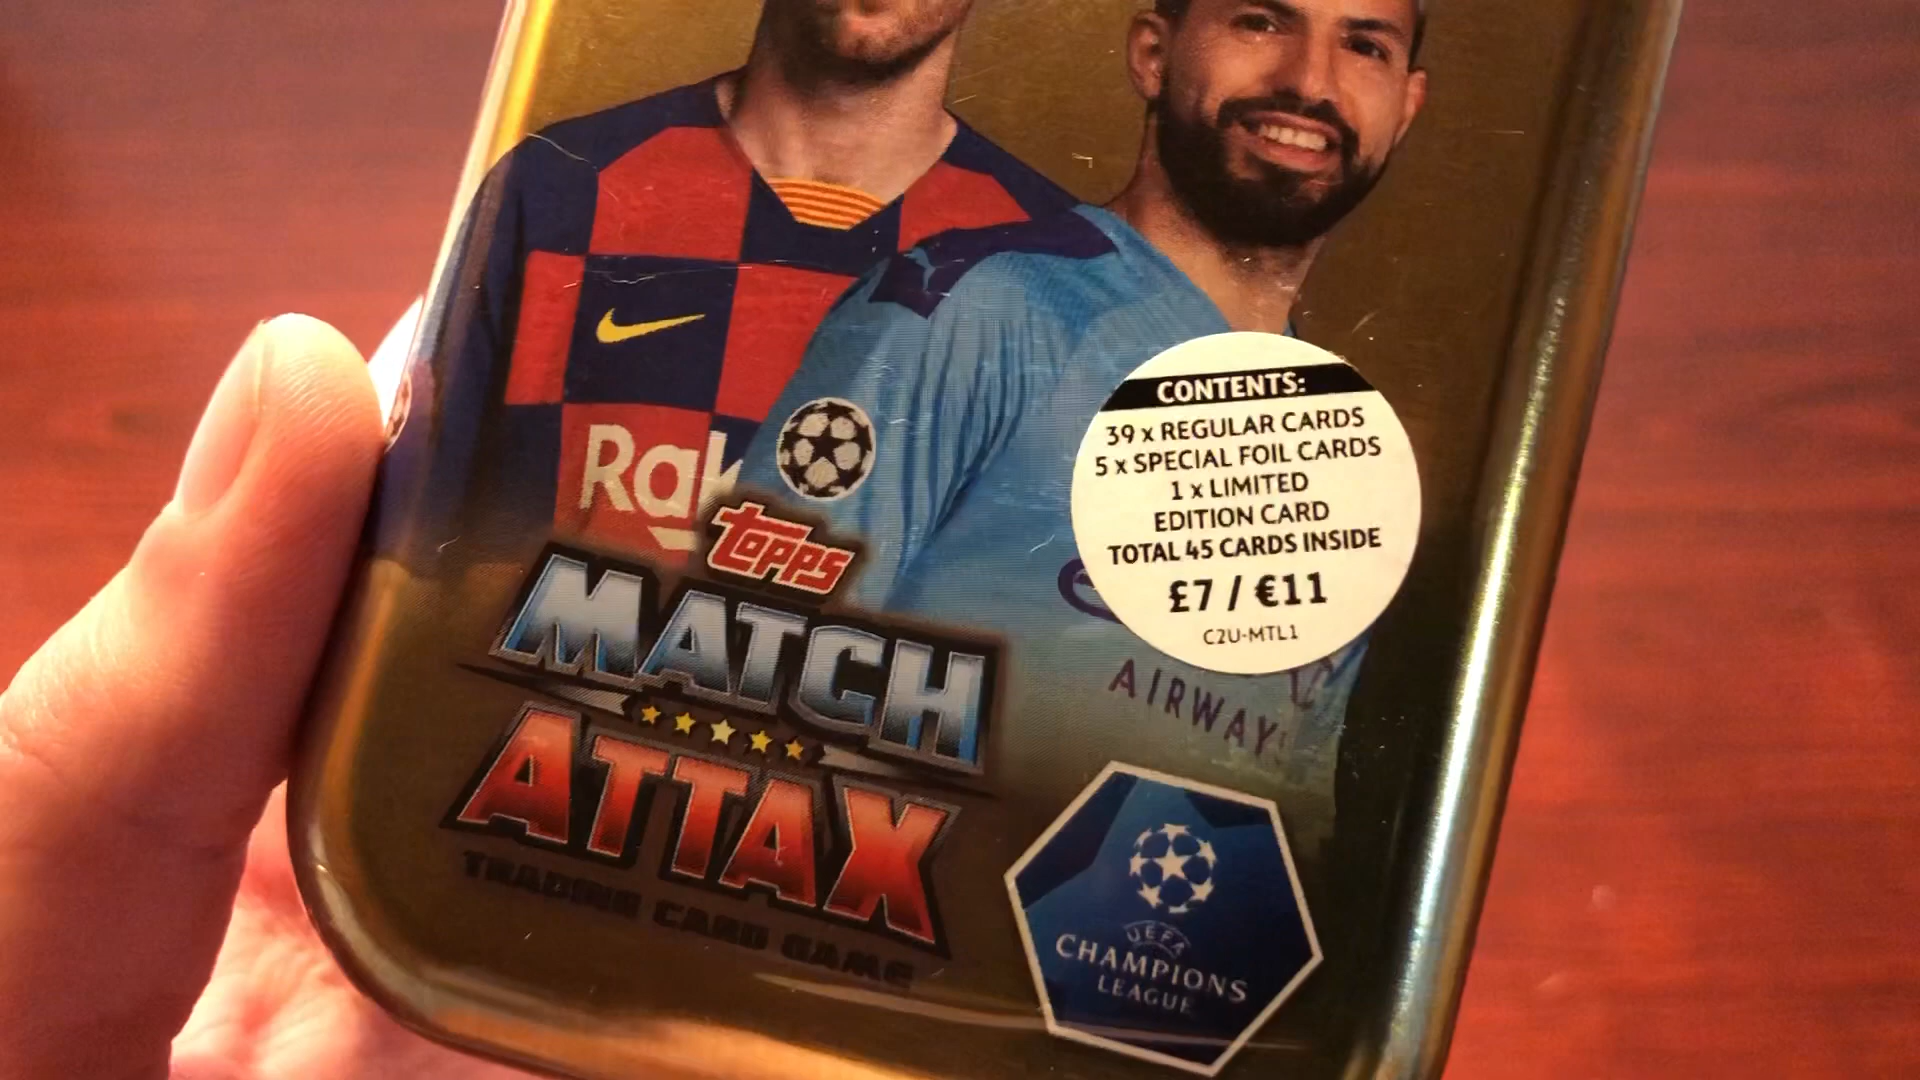 CONTENTS:
39 x REGULAR CARDS
5 x SPECIAL FOIL CARDS
1 x LIMITED
EDITION CARD
TOTAL 45 CARDS INSIDE
£7 / €11
C2U-MTL1
Rak
AIRWAY
topps
MATCH
ATTAX
TRADING CARD GAME
UEFA
CHAMPIONS
LEAGUE